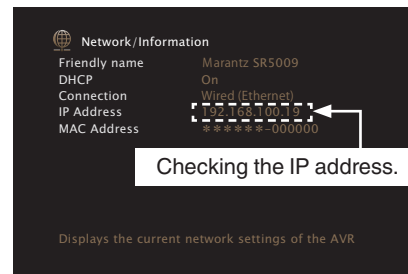 Network/Information
Friendly name Marantz SR5009
DHCP On
Connection Wired (Ethernet)
IP Address 192.168.100.19
MAC Address ******-000000
Checking the IP address.
Displays the current network settings of the AVR